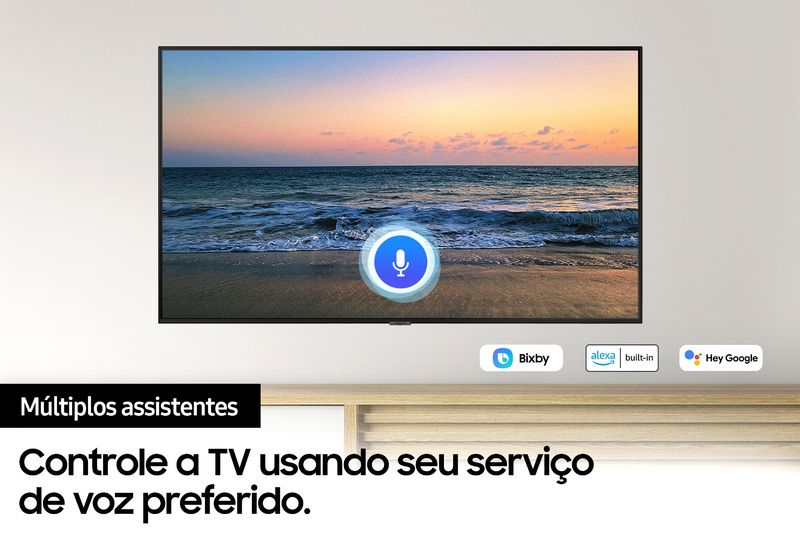 Bixby
alexa built-in
Hey Google
Múltiplos assistentes
Controle a TV usando seu serviço
de voz preferido.